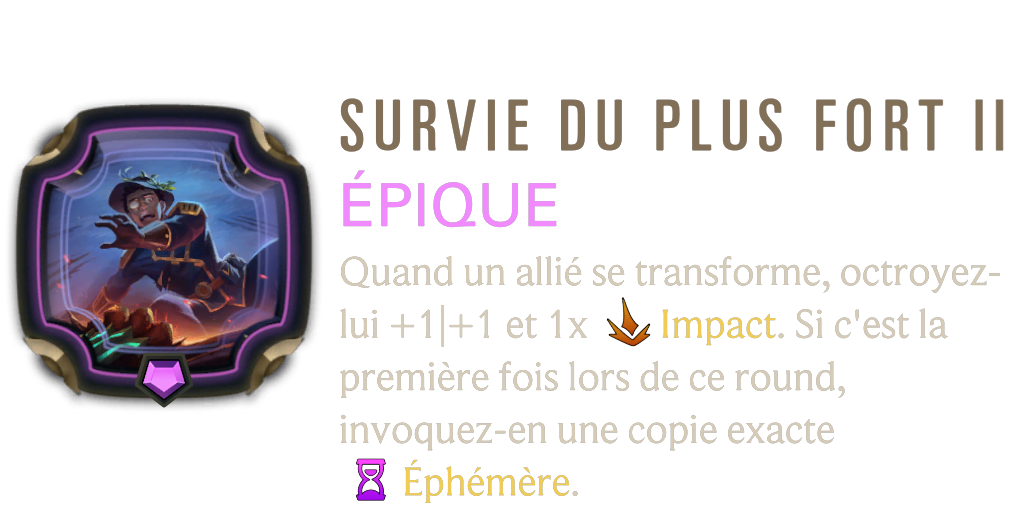 SURVIE DU PLUS FORT II
ÉPIQUE
Quand un allié se transforme, octroyez-
lui +1|+1 et 1x Impact. Si c'est la
première fois lors de ce round,
invoquez-en une copie exacte
Éphémère.